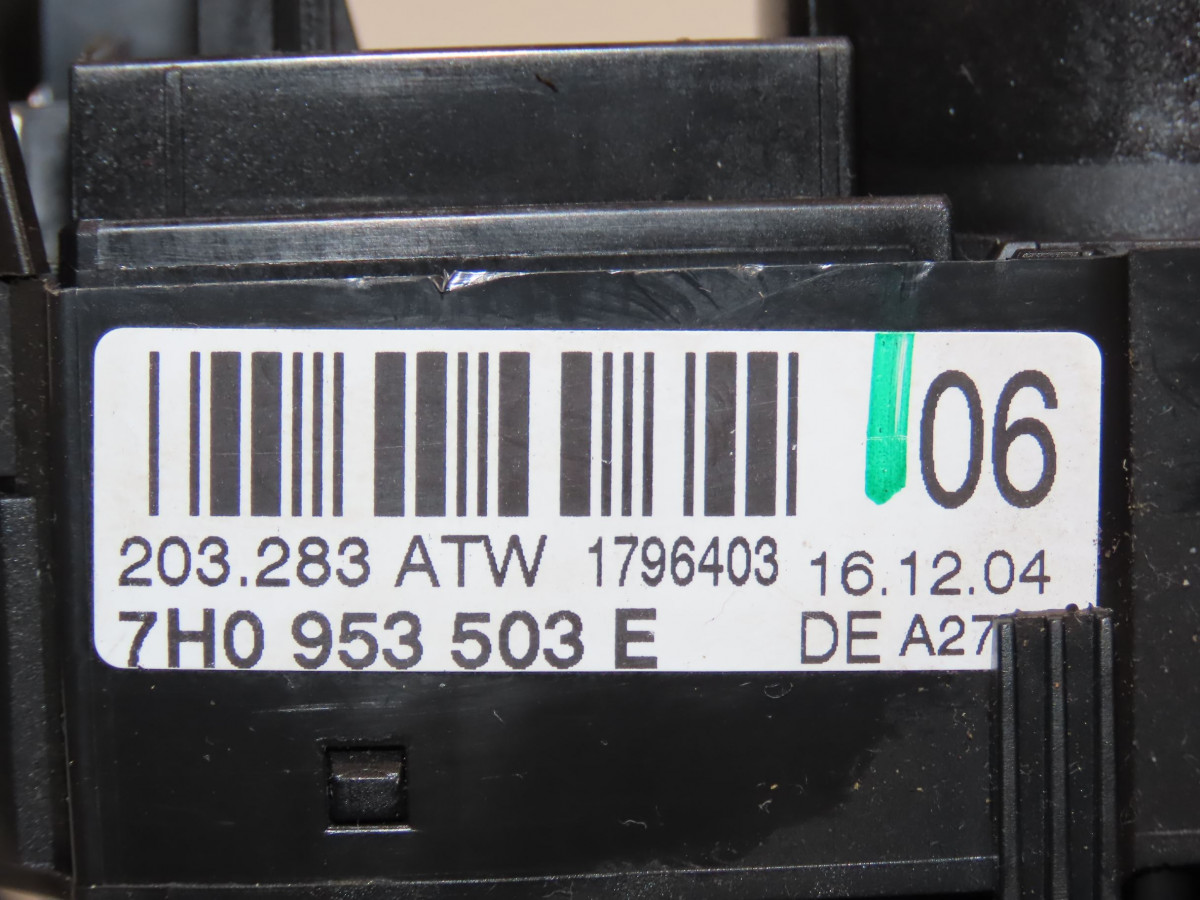 06
203.283 ATW 1796403 16.12.04
7H0 953 503 E DE A27